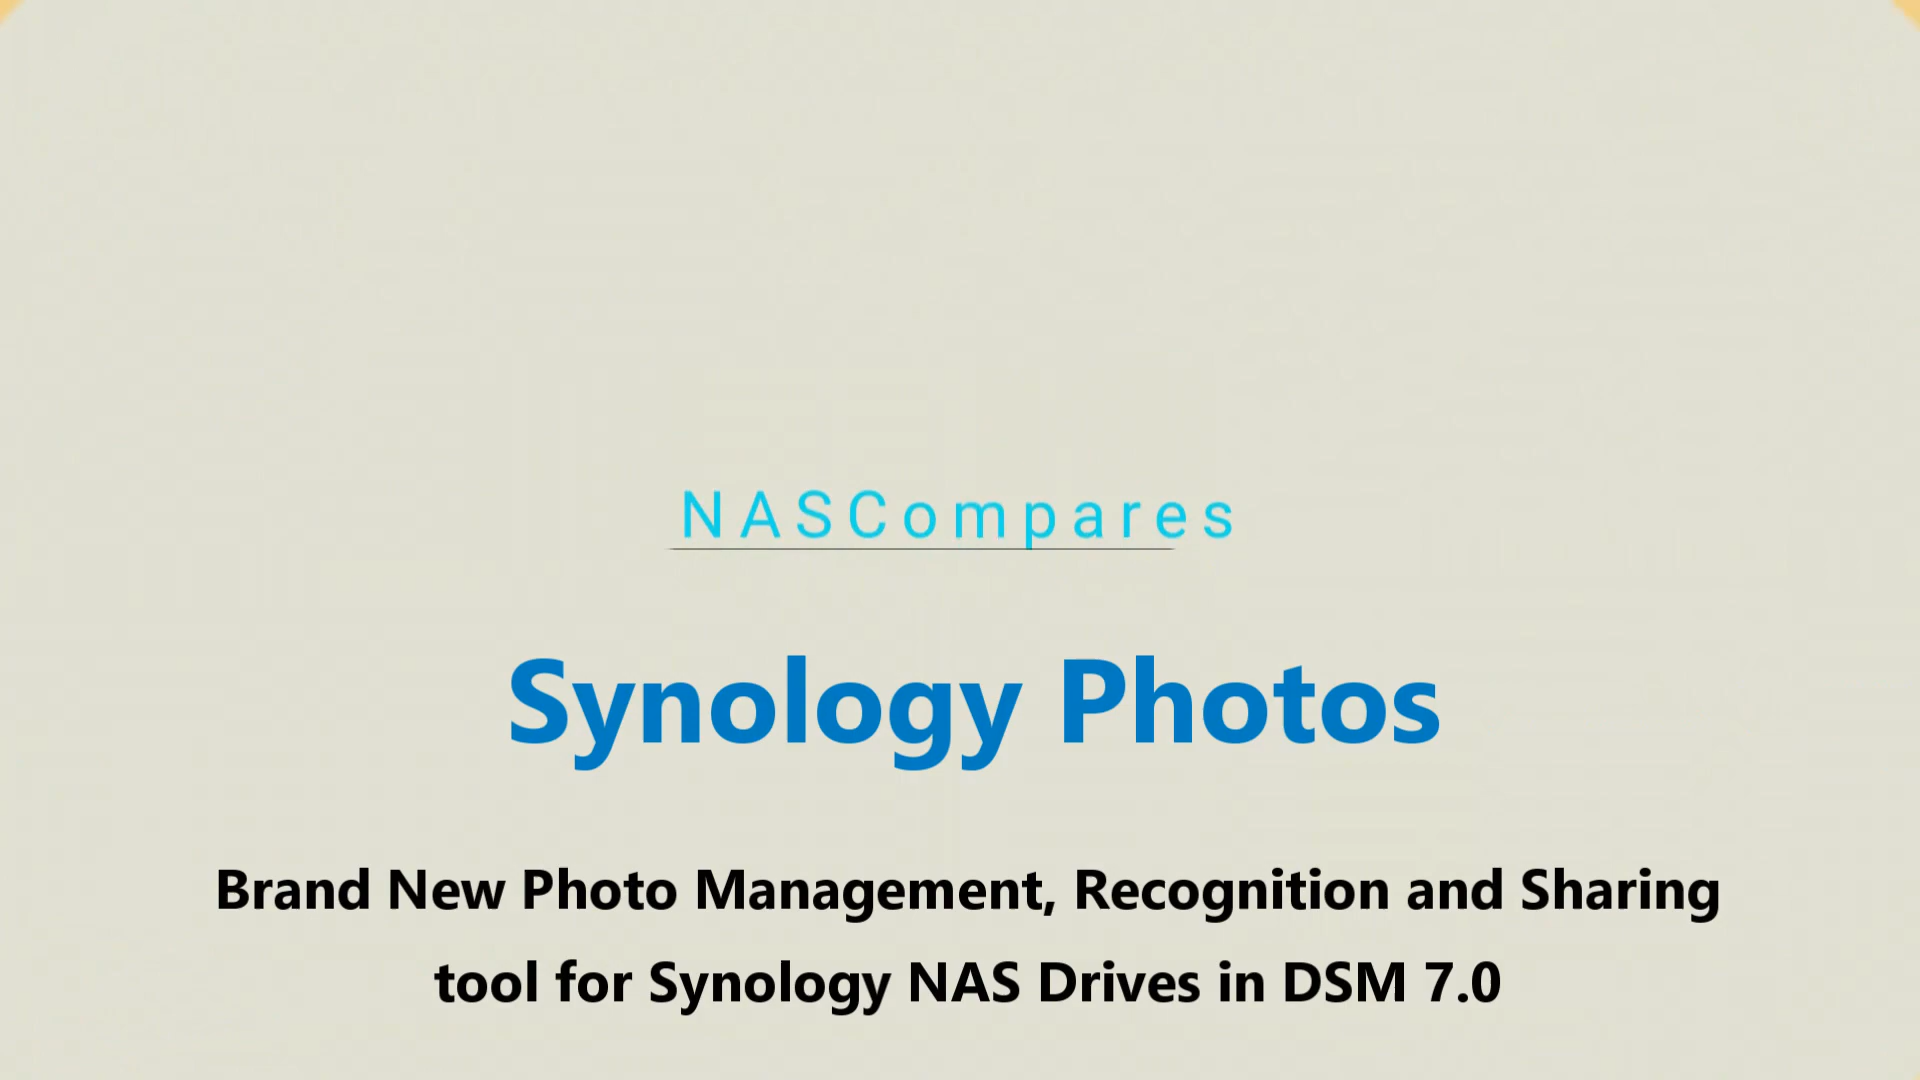 NASCompares
Synology Photos
Brand New Photo Management, Recognition and Sharing
tool for Synology NAS Drives in DSM 7.0